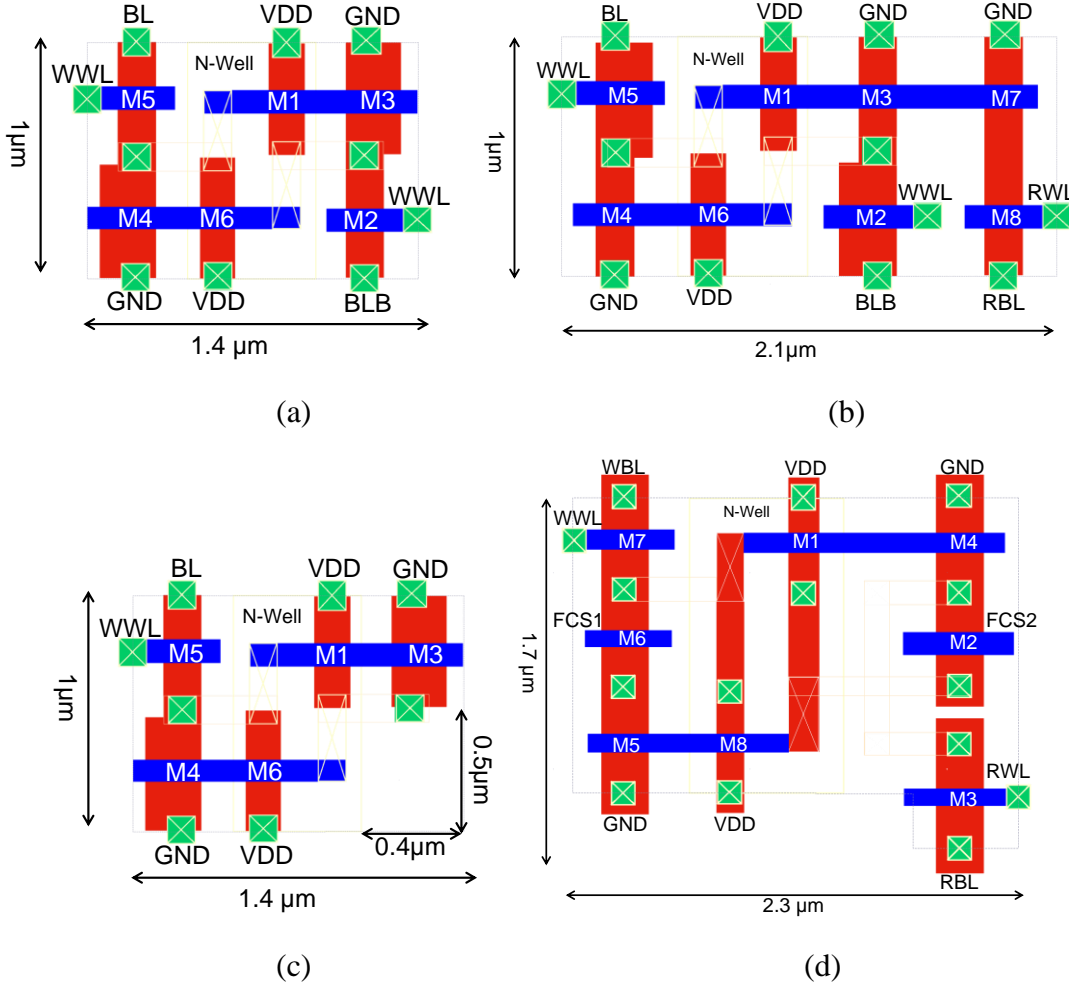 BL VDD GND
N-Well
WWL
M5 M1 M3
1µm
WWL
M4 M6 M2
GND VDD BLB
1.4 µm
(a)
VDD GND GND
BL
N-Well
WWL
M5 M1 M3 M7
1µm
WWL RWL
M4 M6 M2 M8
GND VDD BLB RBL
2.1µm
(b)
BL VDD GND
N-Well
WWL
M5 M1 M3
1µm
M4 M6
0.5µm
0.4µm
GND VDD
1.4 µm
(c)
WBL VDD GND
N-Well
WWL
M7 M1 M4
FCS1 FCS2
M6 M2
1.7 µm
M5 M8
RWL
M3
GND VDD
RBL
2.3 µm
(d)